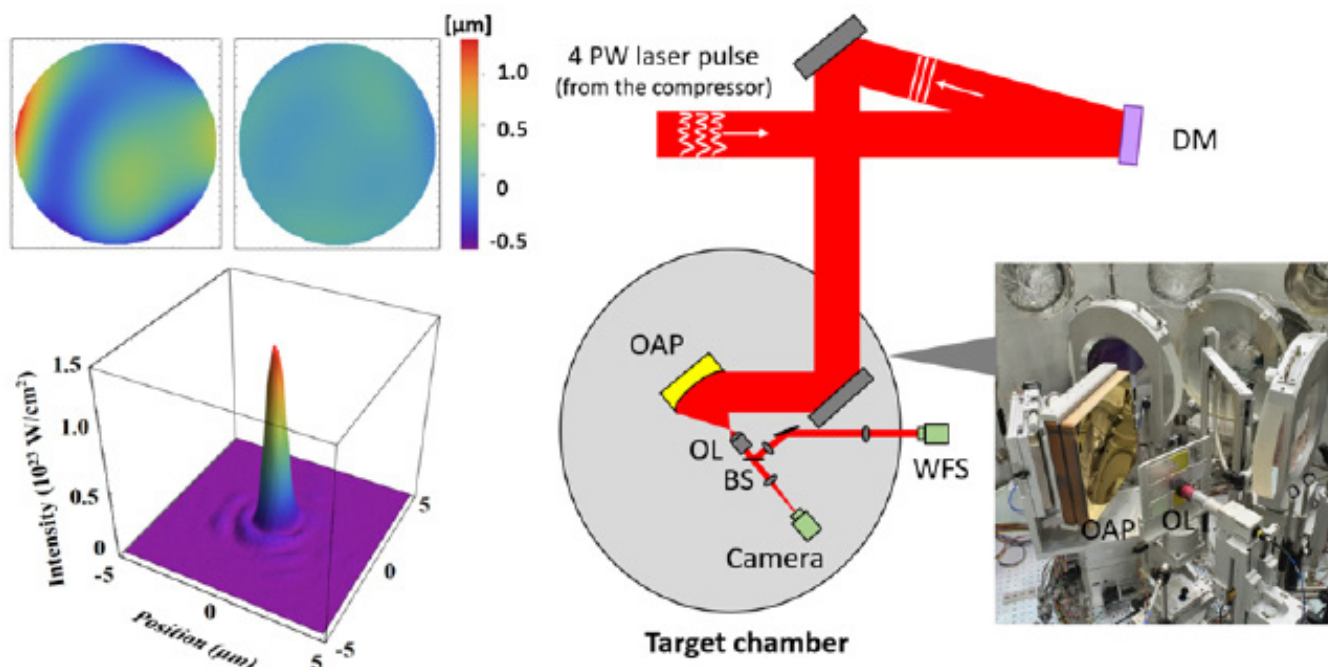 [μm]
1.0
0.5
0
-0.5
4 PW laser pulse
(from the compressor)
DM
OAP
OL
BS
WFS
Camera
Target chamber
OAP
OL
1.5
1.0
0.5
0
-5
0
5
-5
0
5
Intensity (10²³ W/cm²)
Position (μm)